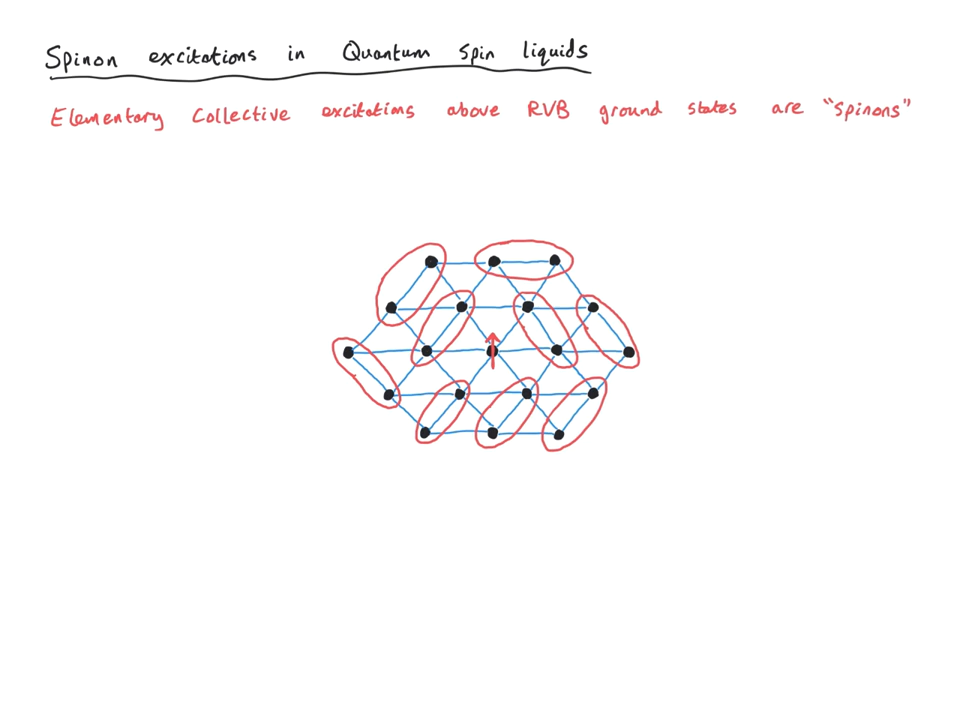 Spinon excitations in Quantum spin liquids
Elementary Collective excitations above RVB ground states are "spinons"